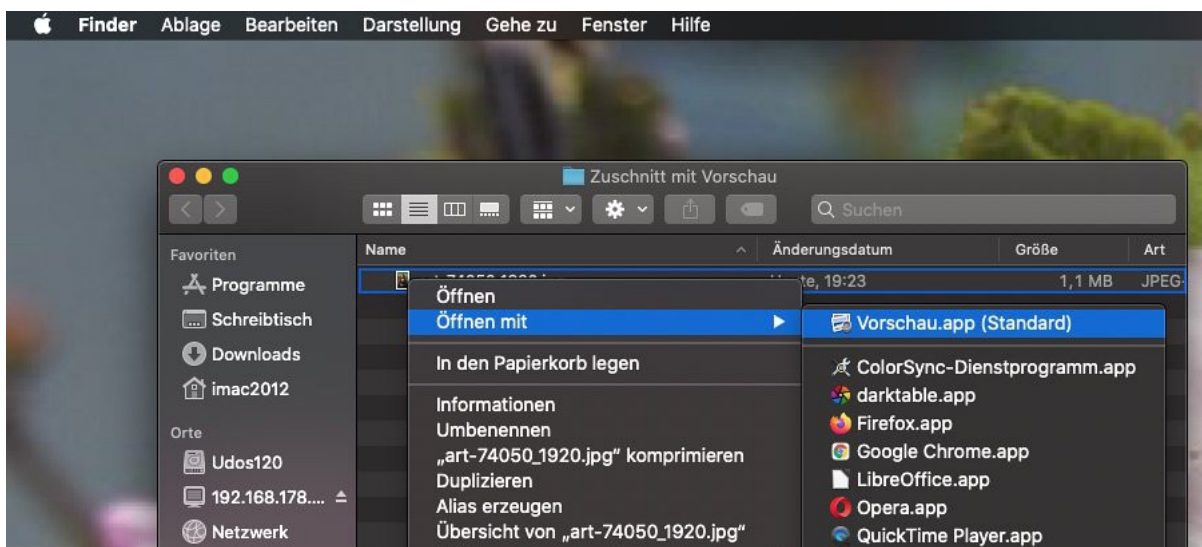 Finder Ablage Bearbeiten Darstellung Gehe zu Fenster Hilfe
Zuschnitt mit Vorschau
Suchen
Favoriten
Programme
Schreibtisch
Downloads
imac2012
Orte
Udos120
192.168.178....
Netzwerk
Name Änderungsdatum Größe Art
19:23 1,1 MB JPEG-
Öffnen
Öffnen mit
In den Papierkorb legen
Informationen
Umbenennen
„art-74050_1920.jpg“ komprimieren
Duplizieren
Alias erzeugen
Übersicht von „art-74050_1920.jpg“
Vorschau.app (Standard)
ColorSync-Dienstprogramm.app
darktable.app
Firefox.app
Google Chrome.app
LibreOffice.app
Opera.app
QuickTime Player.app